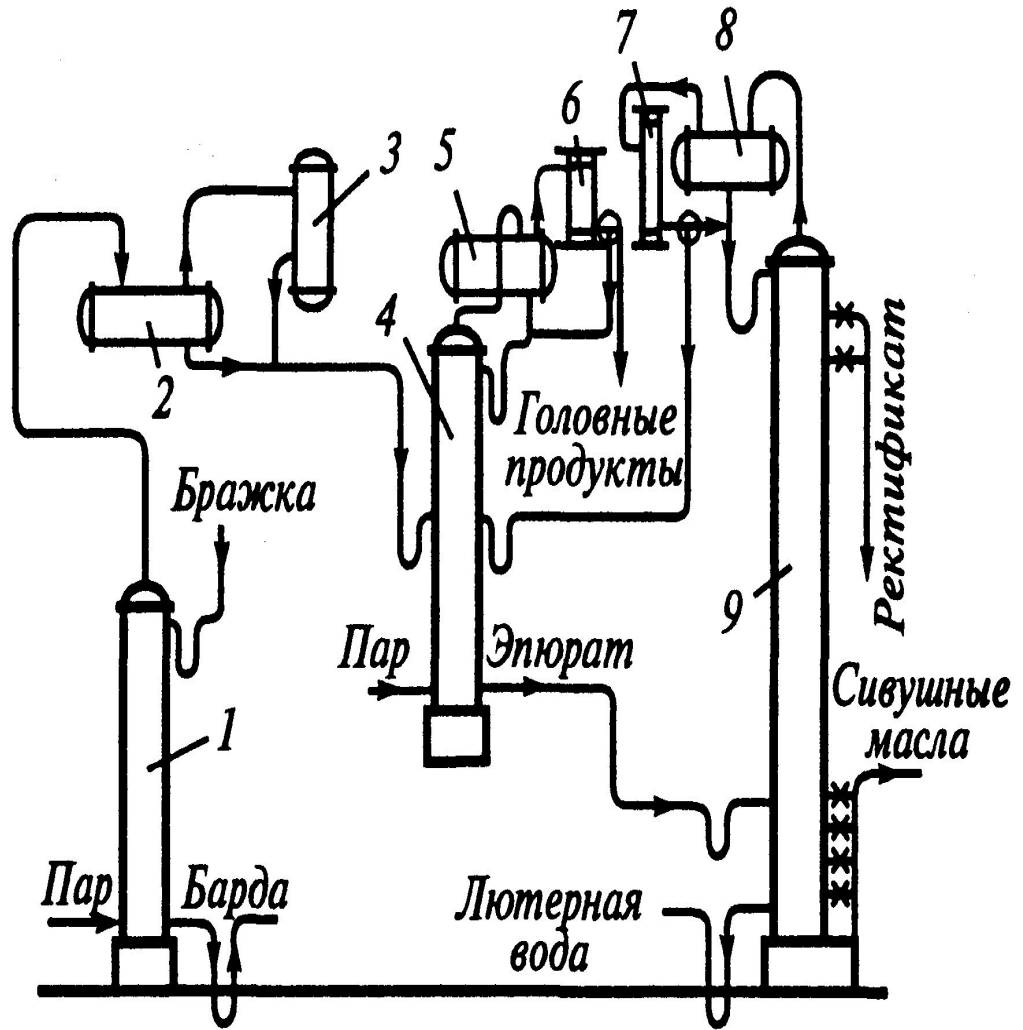 7
8
6
5
3
4
2
Головные
продукты
Бражка
Ректификат
9
Пар
Эпюрат
Сивушные
масла
1
Пар
Барда
Лютерная
вода